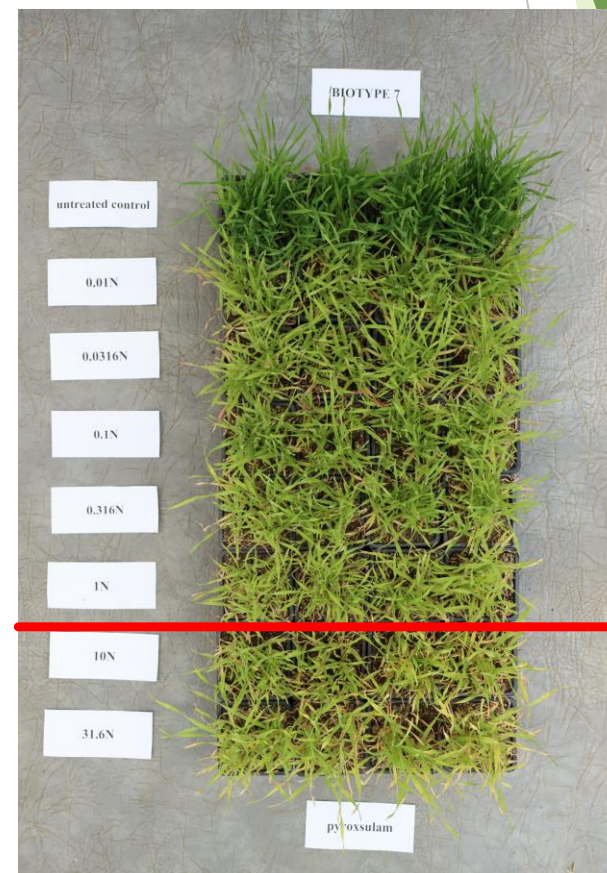 BIOTYPE 7
untreated control
0.01N
0.0316N
0.1N
0.316N
1N
10N
31.6N
pyroxsulam